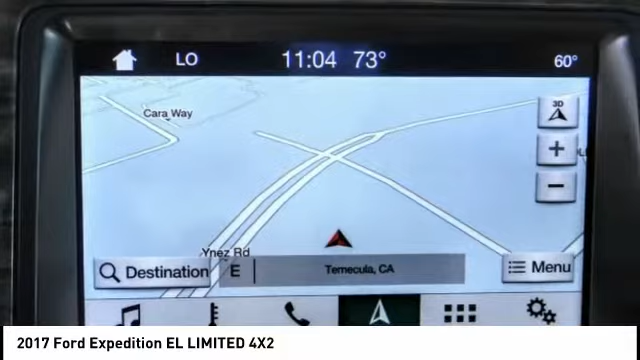 LO 11:04 73° 60°
3D
Cara Way
Ynez Rd
Destination E Temecula, CA Menu
2017 Ford Expedition EL LIMITED 4X2